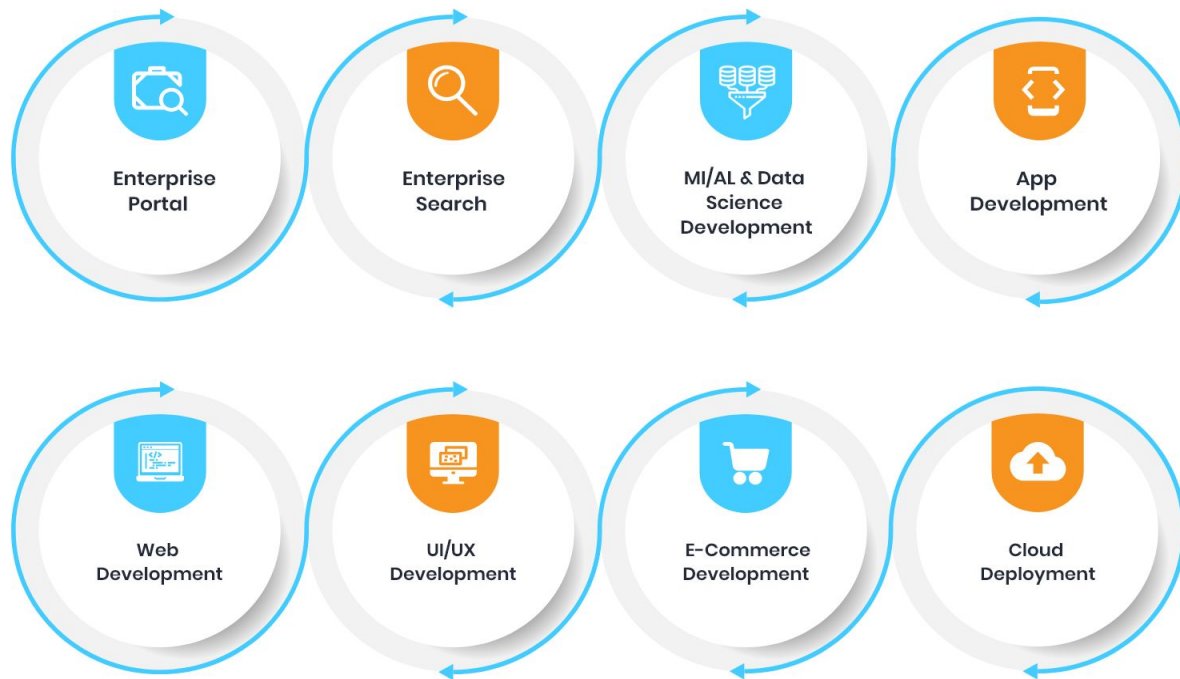 Enterprise
Portal
Enterprise
Search
MI/AL & Data
Science
Development
App
Development
Web
Development
UI/UX
Development
E-Commerce
Development
Cloud
Deployment